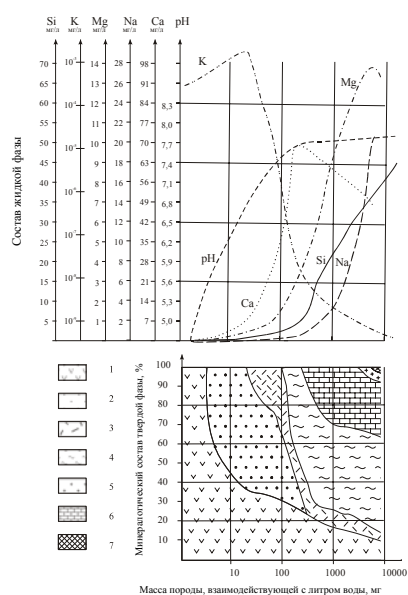 Si K Mg Na Ca pH
мг/л мг/л мг/л мг/л мг/л
70 10⁻³ 14 28 98
65 13 26 91
60 10⁻⁴ 12 24 84 8,3
55 11 22 77 8,0
50 10⁻⁵ 10 20 70 7,7
45 9 18 63 7,4
40 10⁻⁶ 8 16 56 7,1
35 7 14 49 6,8
30 10⁻⁷ 6 12 42 6,5
25 5 10 35 6,2
20 10⁻⁸ 4 8 28 5,9
15 3 6 21 5,6
10 10⁻⁹ 2 4 14 5,3
5 1 2 7 5,0
Состав жидкой фазы
K
Mg
pH
Ca
Si
Na
1
2
3
4
5
6
7
Минералогический состав твердой фазы, %
100
90
80
70
60
50
40
30
20
10
10 100 1000 10000
Масса породы, взаимодействующей с литром воды, мг